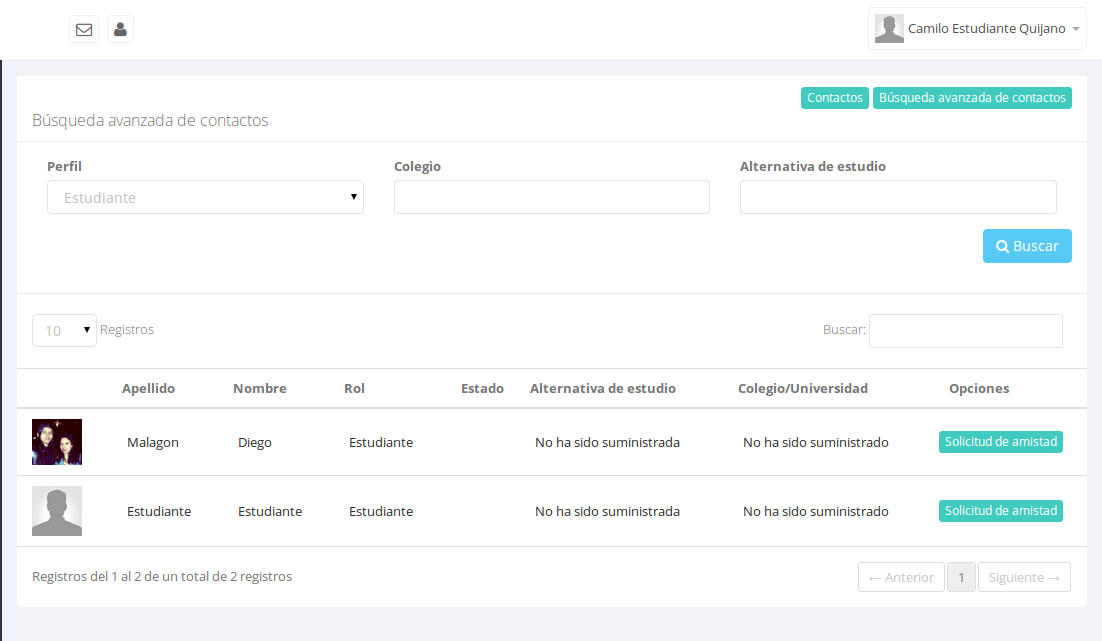 Camilo Estudiante Quijano
Contactos Búsqueda avanzada de contactos
Búsqueda avanzada de contactos
Perfil Colegio Alternativa de estudio
Estudiante
Buscar
10 Registros Buscar:
Apellido Nombre Rol Estado Alternativa de estudio Colegio/Universidad Opciones
Malagon Diego Estudiante No ha sido suministrada No ha sido suministrado Solicitud de amistad
Estudiante Estudiante Estudiante No ha sido suministrada No ha sido suministrado Solicitud de amistad
Registros del 1 al 2 de un total de 2 registros ← Anterior 1 Siguiente →